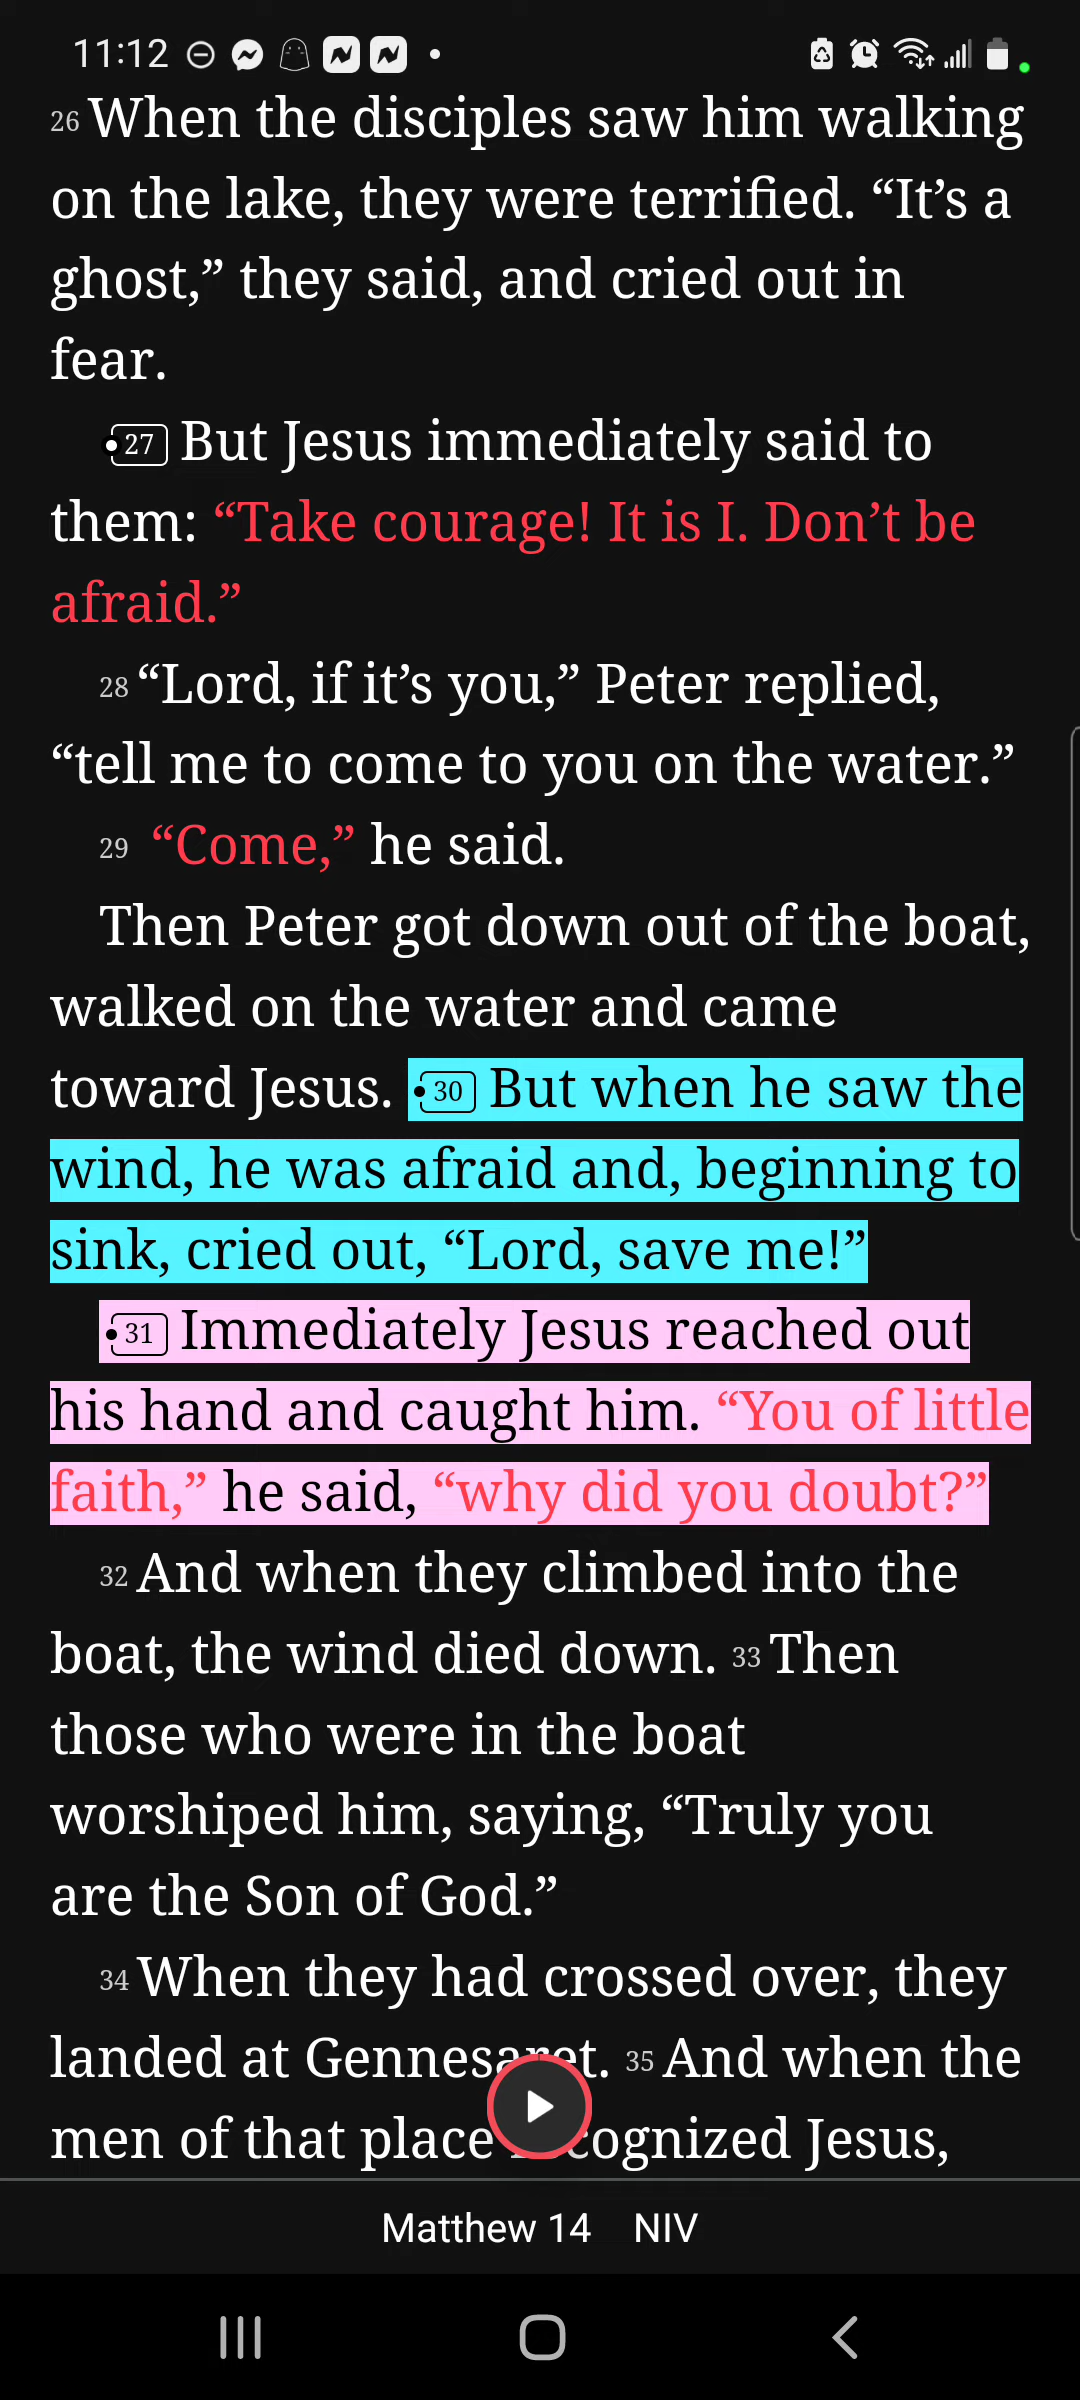 11:12
26 When the disciples saw him walking
on the lake, they were terrified. “It’s a
ghost,” they said, and cried out in
fear.
27 But Jesus immediately said to
them: “Take courage! It is I. Don’t be
afraid.”
28 “Lord, if it’s you,” Peter replied,
“tell me to come to you on the water.”
29 “Come,” he said.
Then Peter got down out of the boat,
walked on the water and came
toward Jesus. 30 But when he saw the
wind, he was afraid and, beginning to
sink, cried out, “Lord, save me!”
31 Immediately Jesus reached out
his hand and caught him. “You of little
faith,” he said, “why did you doubt?”
32 And when they climbed into the
boat, the wind died down. 33 Then
those who were in the boat
worshiped him, saying, “Truly you
are the Son of God.”
34 When they had crossed over, they
landed at Gennesaret. 35 And when the
men of that place recognized Jesus,
Matthew 14 NIV